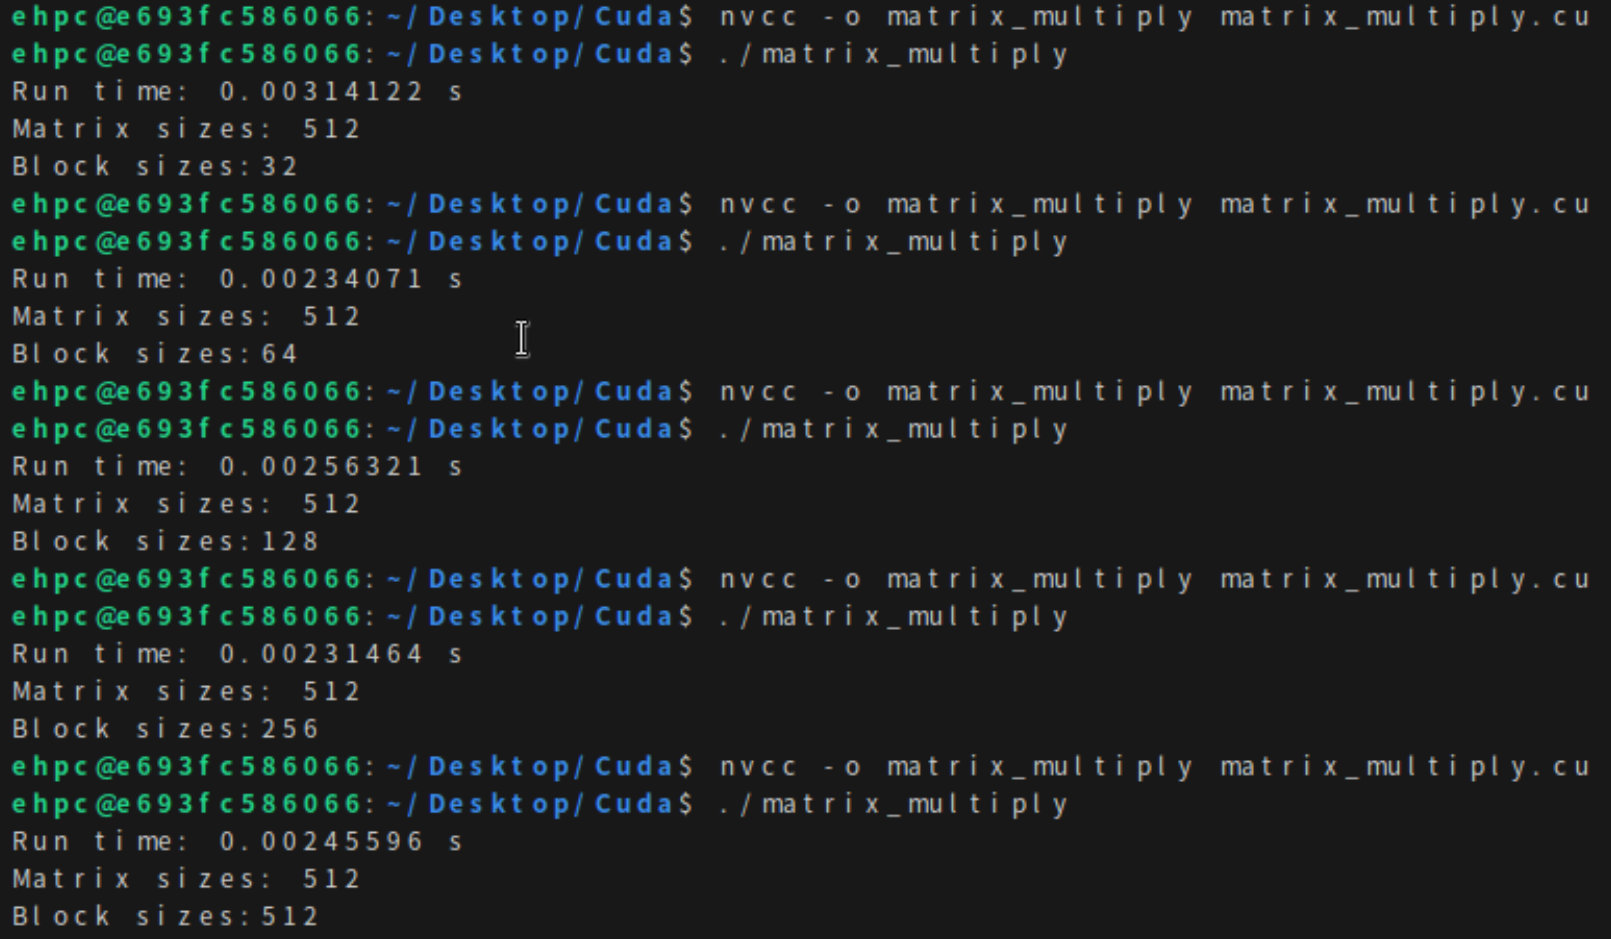 ehpc@e693fc586066:~/Desktop/Cuda$ nvcc -o matrix_multiply matrix_multiply.cu
ehpc@e693fc586066:~/Desktop/Cuda$ ./matrix_multiply
Run time: 0.00314122 s
Matrix sizes: 512
Block sizes:32
ehpc@e693fc586066:~/Desktop/Cuda$ nvcc -o matrix_multiply matrix_multiply.cu
ehpc@e693fc586066:~/Desktop/Cuda$ ./matrix_multiply
Run time: 0.00234071 s
Matrix sizes: 512
Block sizes:64
ehpc@e693fc586066:~/Desktop/Cuda$ nvcc -o matrix_multiply matrix_multiply.cu
ehpc@e693fc586066:~/Desktop/Cuda$ ./matrix_multiply
Run time: 0.00256321 s
Matrix sizes: 512
Block sizes:128
ehpc@e693fc586066:~/Desktop/Cuda$ nvcc -o matrix_multiply matrix_multiply.cu
ehpc@e693fc586066:~/Desktop/Cuda$ ./matrix_multiply
Run time: 0.00231464 s
Matrix sizes: 512
Block sizes:256
ehpc@e693fc586066:~/Desktop/Cuda$ nvcc -o matrix_multiply matrix_multiply.cu
ehpc@e693fc586066:~/Desktop/Cuda$ ./matrix_multiply
Run time: 0.00245596 s
Matrix sizes: 512
Block sizes:512